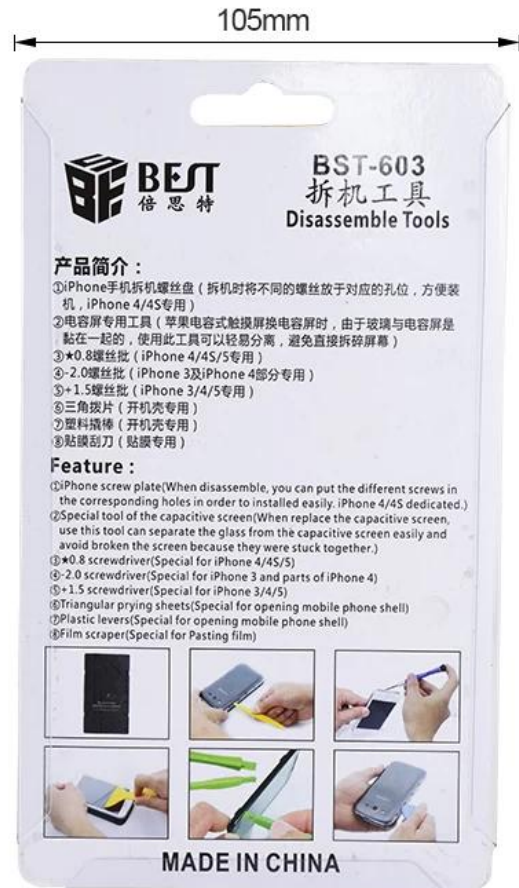 105mm
BEST
倍思特
BST-603
拆机工具
Disassemble Tools
产品简介：
①iPhone手机拆机螺丝盘（拆机时将不同的螺丝放于对应的孔位，方便装
机，iPhone 4/4S专用）
②电容屏专用工具（苹果电容式触摸屏换电容屏时，由于玻璃与电容屏是
黏在一起的，使用此工具可以轻易分离，避免直接拆碎屏幕）
③★0.8螺丝批（iPhone 4/4S/5专用）
④-2.0螺丝批（iPhone 3及iPhone 4部分专用）
⑤+1.5螺丝批（iPhone 3/4/5专用）
⑥三角拨片（开机壳专用）
⑦塑料撬棒（开机壳专用）
⑧贴膜刮刀（贴膜专用）
Feature：
①iPhone screw plate(When disassemble, you can put the different screws in
the corresponding holes in order to installed easily. iPhone 4/4S dedicated.)
②Special tool of the capacitive screen(When replace the capacitive screen,
use this tool can separate the glass from the capacitive screen easily and
avoid broken the screen because they were stuck together.)
③★0.8 screwdriver(Special for iPhone 4/4S/5)
④-2.0 screwdriver(Special for iPhone 3 and parts of iPhone 4)
⑤+1.5 screwdriver(Special for iPhone 3/4/5)
⑥Triangular prying sheets(Special for opening mobile phone shell)
⑦Plastic levers(Special for opening mobile phone shell)
⑧Film scraper(Special for Pasting film)
MADE IN CHINA